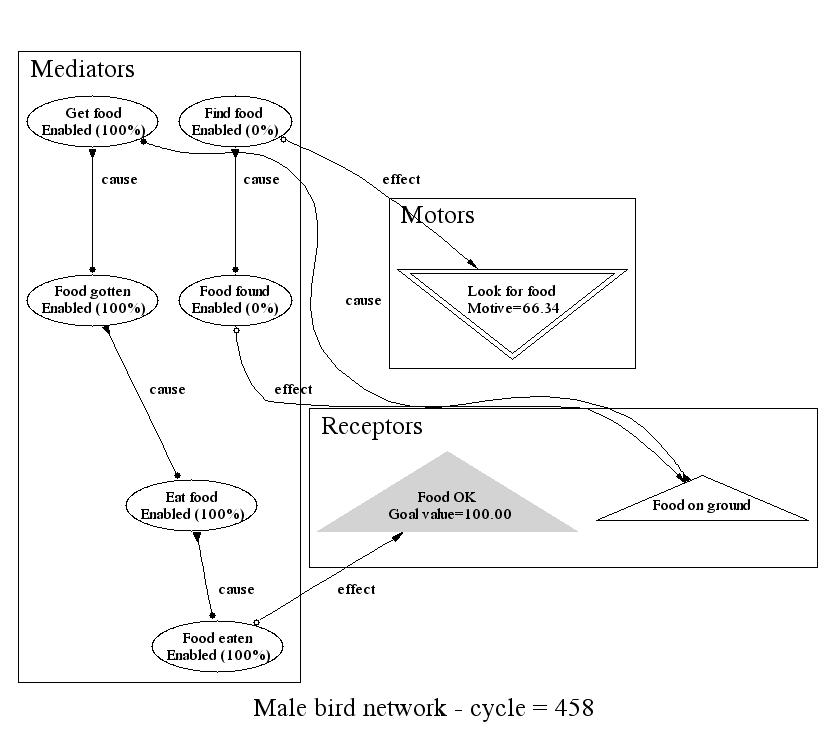 Mediators
Get food
Enabled (100%)
Find food
Enabled (0%)
cause
cause
effect
Motors
Look for food
Motive=66.34
Food gotten
Enabled (100%)
Food found
Enabled (0%)
cause
cause
effect
Receptors
Food OK
Goal value=100.00
Food on ground
Eat food
Enabled (100%)
cause
effect
Food eaten
Enabled (100%)
Male bird network - cycle = 458